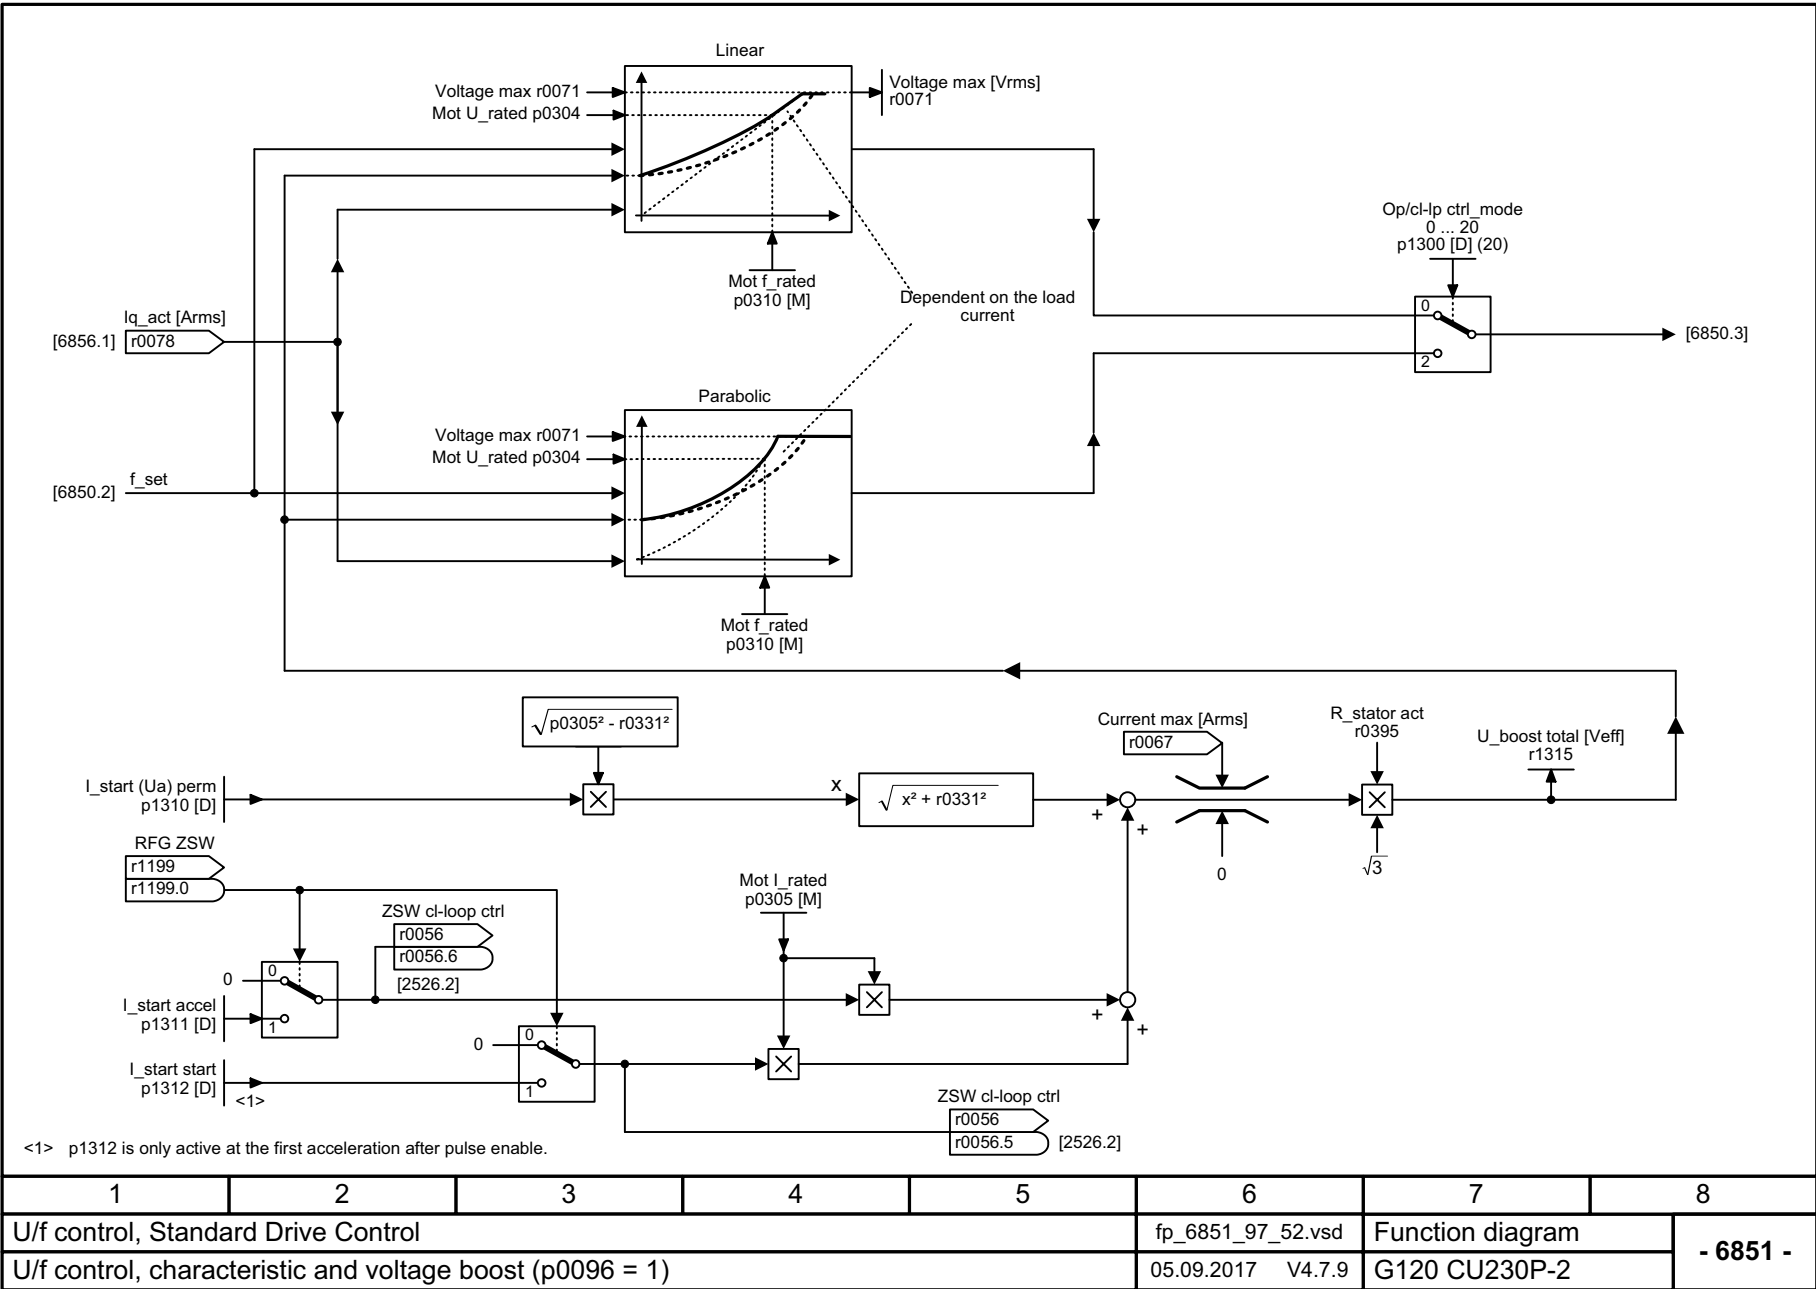 Linear
Voltage max r0071
Mot U_rated p0304
Voltage max [Vrms]
r0071
Mot f_rated
p0310 [M]
Op/cl-lp ctrl_mode
0 ... 20
p1300 [D] (20)
0
2
[6850.3]
Dependent on the load
current
Iq_act [Arms]
[6856.1]
r0078
Parabolic
Voltage max r0071
Mot U_rated p0304
[6850.2]
f_set
Mot f_rated
p0310 [M]
√p0305² - r0331²
I_start (Ua) perm
p1310 [D]
x
√x² + r0331²
+
+
Current max [Arms]
r0067
0
R_stator act
r0395
√3
U_boost total [Veff]
r1315
RFG ZSW
r1199
r1199.0
ZSW cl-loop ctrl
r0056
r0056.6
[2526.2]
Mot I_rated
p0305 [M]
0
0
I_start accel
p1311 [D]
1
+
+
0
0
I_start start
p1312 [D]
<1>
1
ZSW cl-loop ctrl
r0056
r0056.5
[2526.2]
<1> p1312 is only active at the first acceleration after pulse enable.
1 2 3 4 5 6 7 8
U/f control, Standard Drive Control
fp_6851_97_52.vsd
Function diagram
- 6851 -
U/f control, characteristic and voltage boost (p0096 = 1)
05.09.2017 V4.7.9
G120 CU230P-2